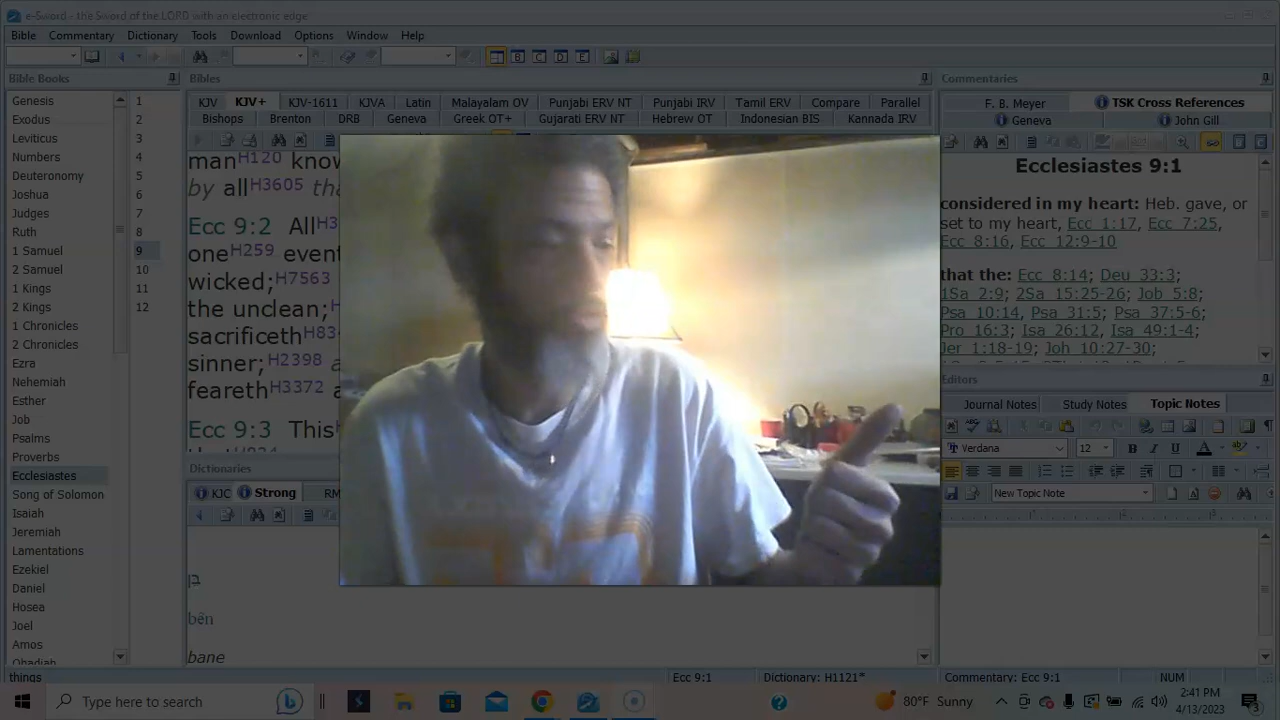 e-Sword - the Sword of the LORD with an electronic edge
Bible Commentary Dictionary Tools Download Options Window Help
B C D E
Bible Books
Genesis
Exodus
Leviticus
Numbers
Deuteronomy
Joshua
Judges
Ruth
1 Samuel
2 Samuel
1 Kings
2 Kings
1 Chronicles
2 Chronicles
Ezra
Nehemiah
Esther
Job
Psalms
Proverbs
Ecclesiastes
Song of Solomon
Isaiah
Jeremiah
Lamentations
Ezekiel
Daniel
Hosea
Joel
Amos
Obadiah
1
2
3
4
5
6
7
8
9
10
11
12
Bibles
KJV KJV+ KJV-1611 KJVA Latin Malayalam OV Punjabi ERV NT Punjabi IRV Tamil ERV Compare Parallel
Bishops Brenton DRB Geneva Greek OT+ Gujarati ERV NT Hebrew OT Indonesian BIS Kannada IRV
man H120 know
by all H3605 tha
Ecc 9:2 All H3
one H259 event
wicked; H7563
the unclean;
sacrificeth H83
sinner; H2398 a
feareth H3372 a
Ecc 9:3 This
Dictionaries
KJC Strong RM
בּן
bên
bane
Commentaries
F. B. Meyer TSK Cross References
Geneva John Gill
Ecclesiastes 9:1
considered in my heart: Heb. gave, or
set to my heart, Ecc 1:17, Ecc 7:25,
Ecc 8:16, Ecc 12:9-10
that the: Ecc 8:14; Deu 33:3;
1Sa 2:9; 2Sa 15:25-26; Job 5:8;
Psa 10:14, Psa 31:5; Psa 37:5-6;
Pro 16:3; Isa 26:12, Isa 49:1-4;
Jer 1:18-19; Joh 10:27-30;
Editors
Journal Notes Study Notes Topic Notes
Verdana 12 B I U A
New Topic Note
things Ecc 9:1 Dictionary: H1121* Commentary: Ecc 9:1 NUM
Type here to search
80°F Sunny
2:41 PM
4/13/2023